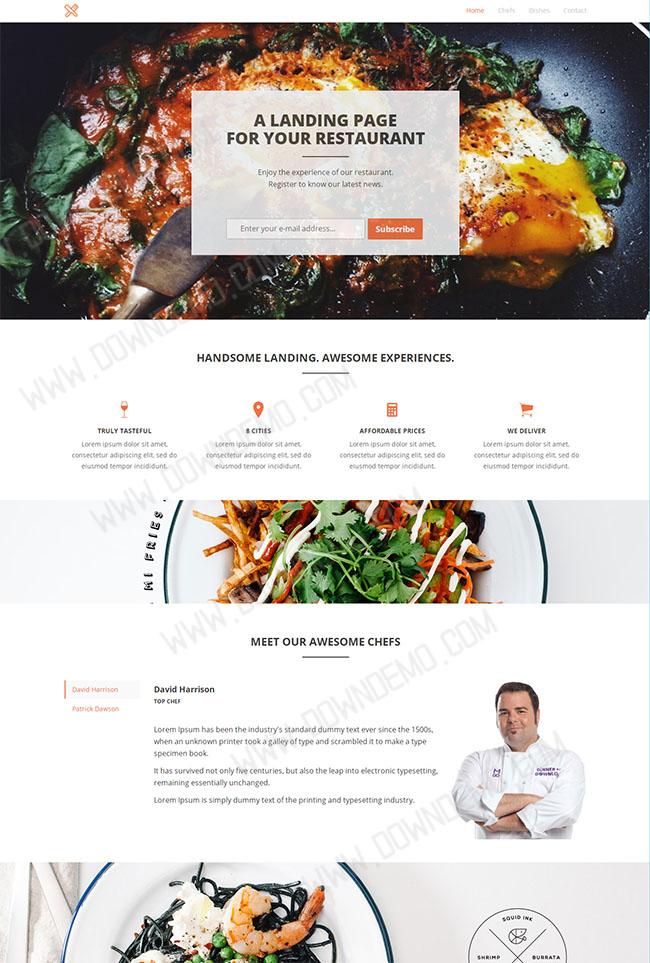 Home Chefs Dishes Contact
A LANDING PAGE
FOR YOUR RESTAURANT
Enjoy the experience of our restaurant.
Register to know our latest news.
Enter your e-mail address... Subscribe
HANDSOME LANDING. AWESOME EXPERIENCES.
TRULY TASTEFUL
Lorem ipsum dolor sit amet,
consectetur adipiscing elit, sed do
eiusmod tempor incididunt.
8 CITIES
Lorem ipsum dolor sit amet,
consectetur adipiscing elit, sed do
eiusmod tempor incididunt.
AFFORDABLE PRICES
Lorem ipsum dolor sit amet,
consectetur adipiscing elit, sed do
eiusmod tempor incididunt.
WE DELIVER
Lorem ipsum dolor sit amet,
consectetur adipiscing elit, sed do
eiusmod tempor incididunt.
MI FRIES
MEET OUR AWESOME CHEFS
David Harrison
Patrick Dawson
David Harrison
TOP CHEF
Lorem Ipsum has been the industry's standard dummy text ever since the 1500s,
when an unknown printer took a galley of type and scrambled it to make a type
specimen book.
It has survived not only five centuries, but also the leap into electronic typesetting,
remaining essentially unchanged.
Lorem Ipsum is simply dummy text of the printing and typesetting industry.
SQUID INK
SHRIMP BURRATA
WWW.DOWNDEMO.COM
WWW.DOWNDEMO.COM
WWW.DOWNDEMO.COM